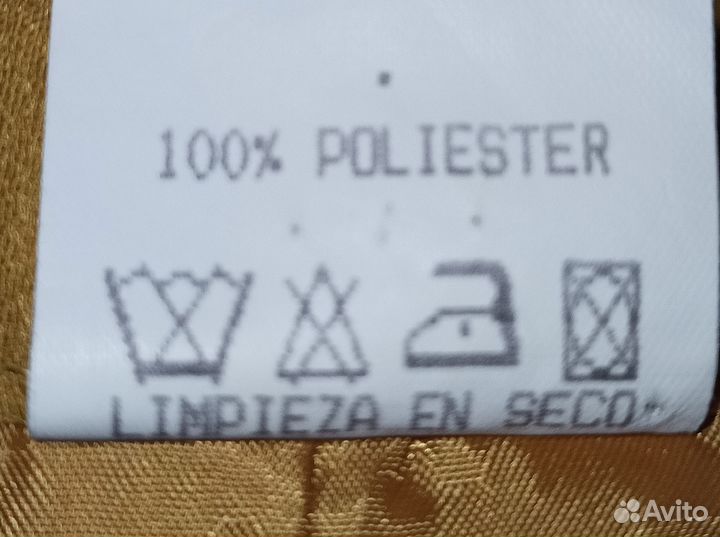 100% POLIESTER
LIMPIEZA EN SECO
Avito